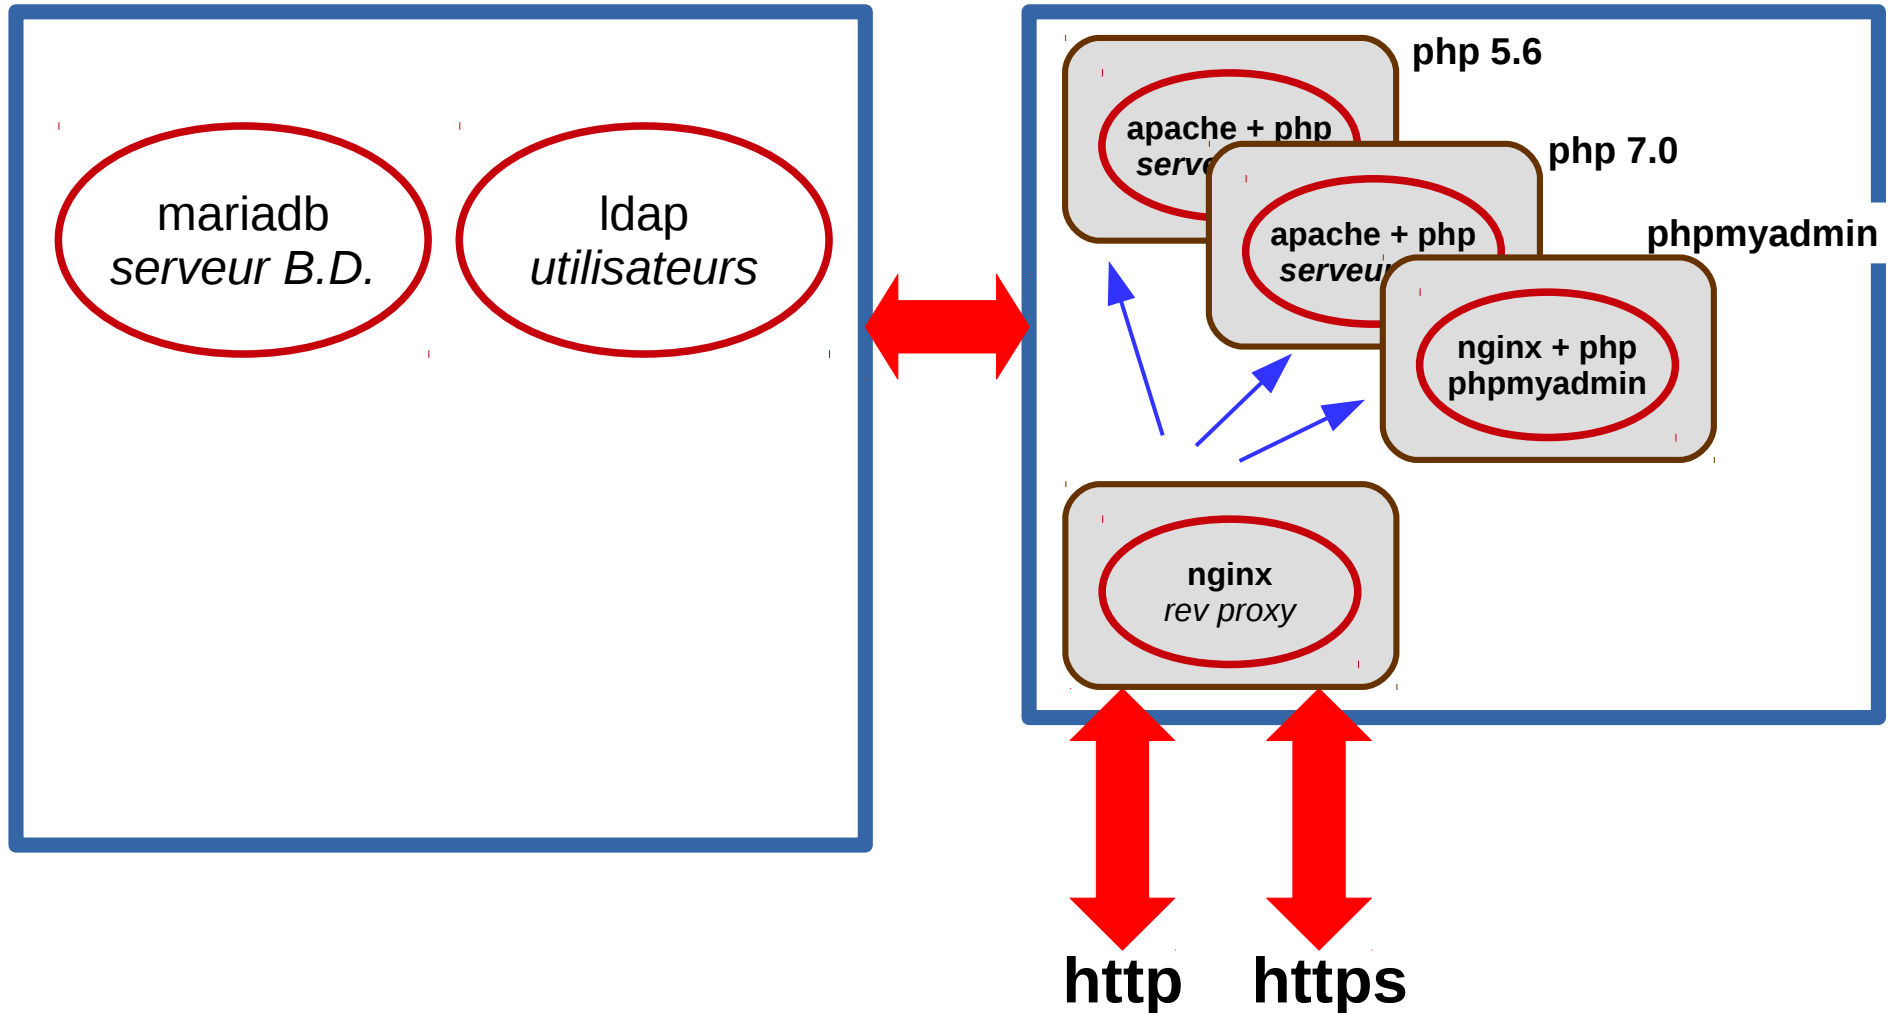 mariadb
serveur B.D.
ldap
utilisateurs
php 5.6
apache + php
php 7.0
apache + php
phpmyadmin
nginx + php
phpmyadmin
nginx
rev proxy
http
https